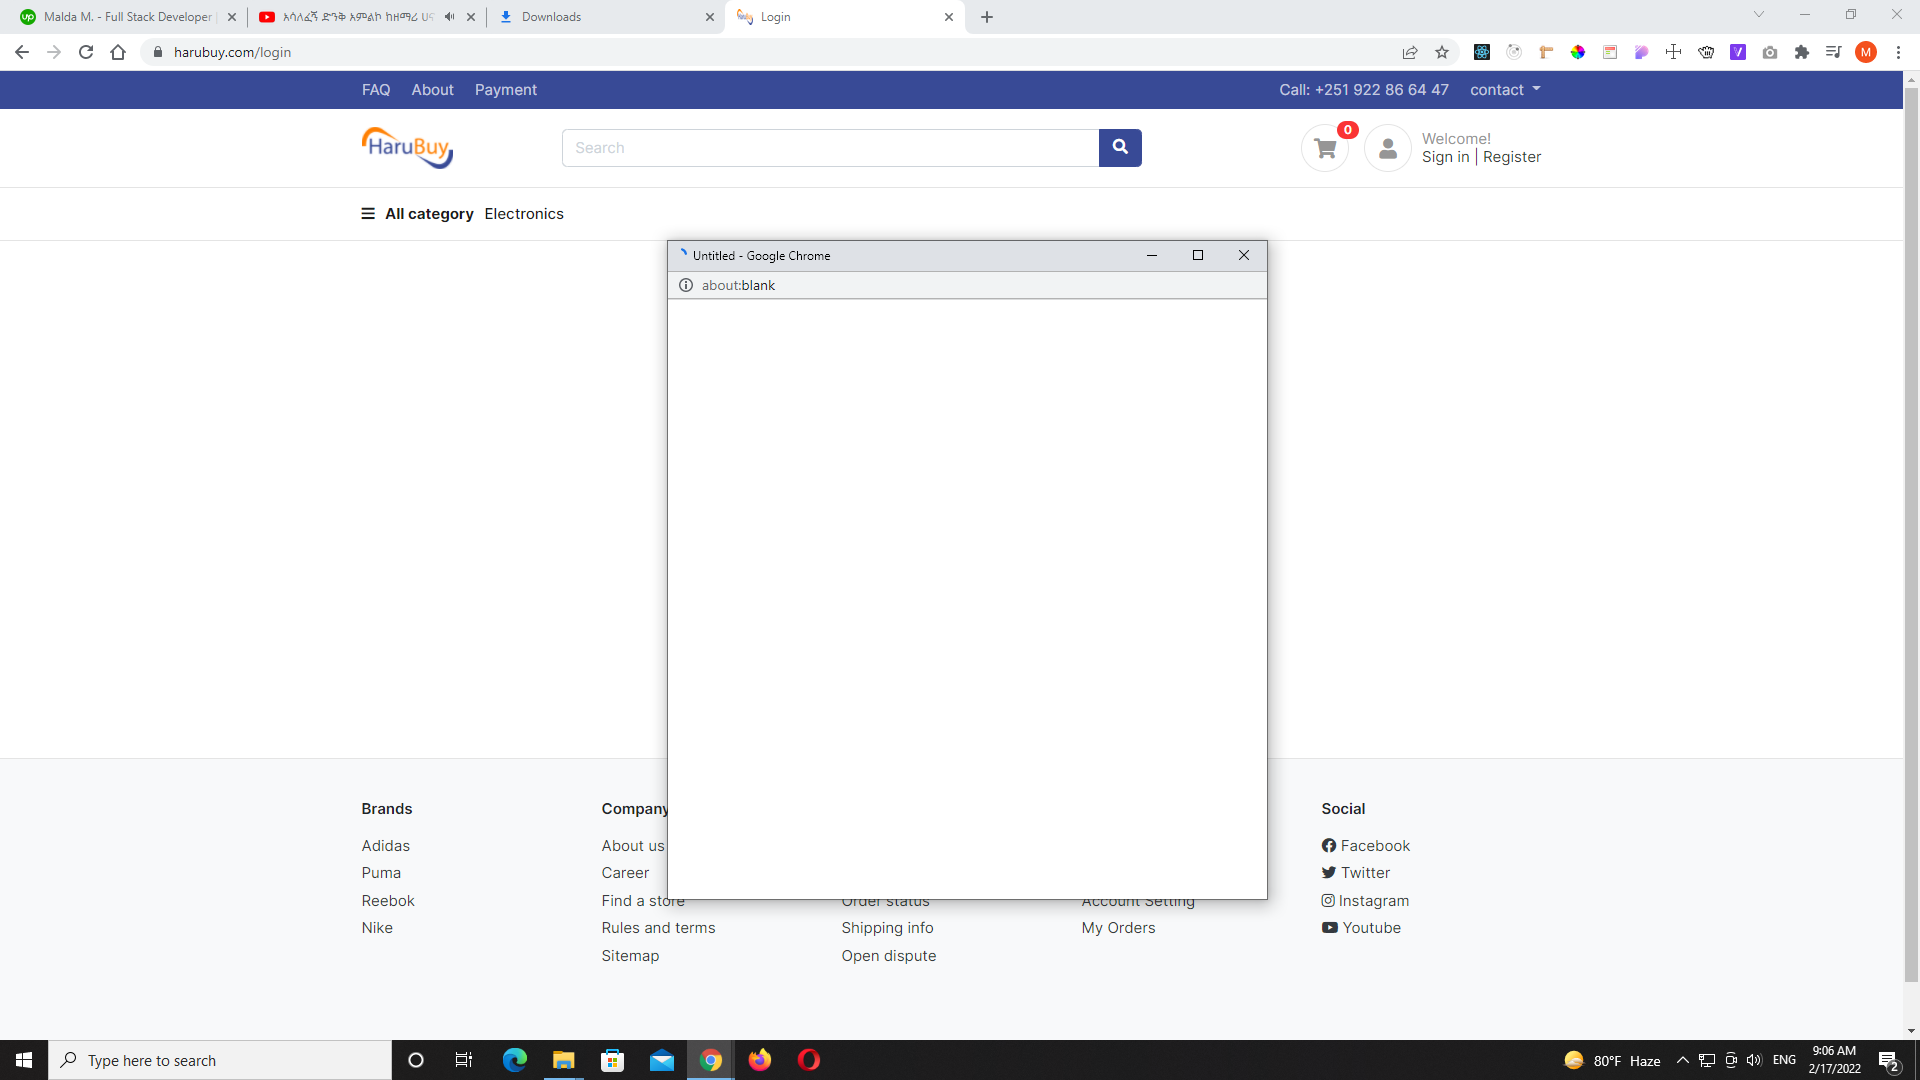 Malda M. - Full Stack Developer
አሳለፈኝ ድንቅ አምልኮ ከዘማሪ
Downloads
Login
harubuy.com/login
M
FAQ About Payment
Call: +251 922 86 64 47 contact
HaruBuy
Search
0
Welcome!
Sign in | Register
All category Electronics
Untitled - Google Chrome
about:blank
Brands
Adidas
Puma
Reebok
Nike
Company
About us
Career
Find a store
Rules and terms
Sitemap
Order status
Shipping info
Open dispute
Account Setting
My Orders
Social
Facebook
Twitter
Instagram
Youtube
Type here to search
80°F Haze
ENG
9:06 AM
2/17/2022
2